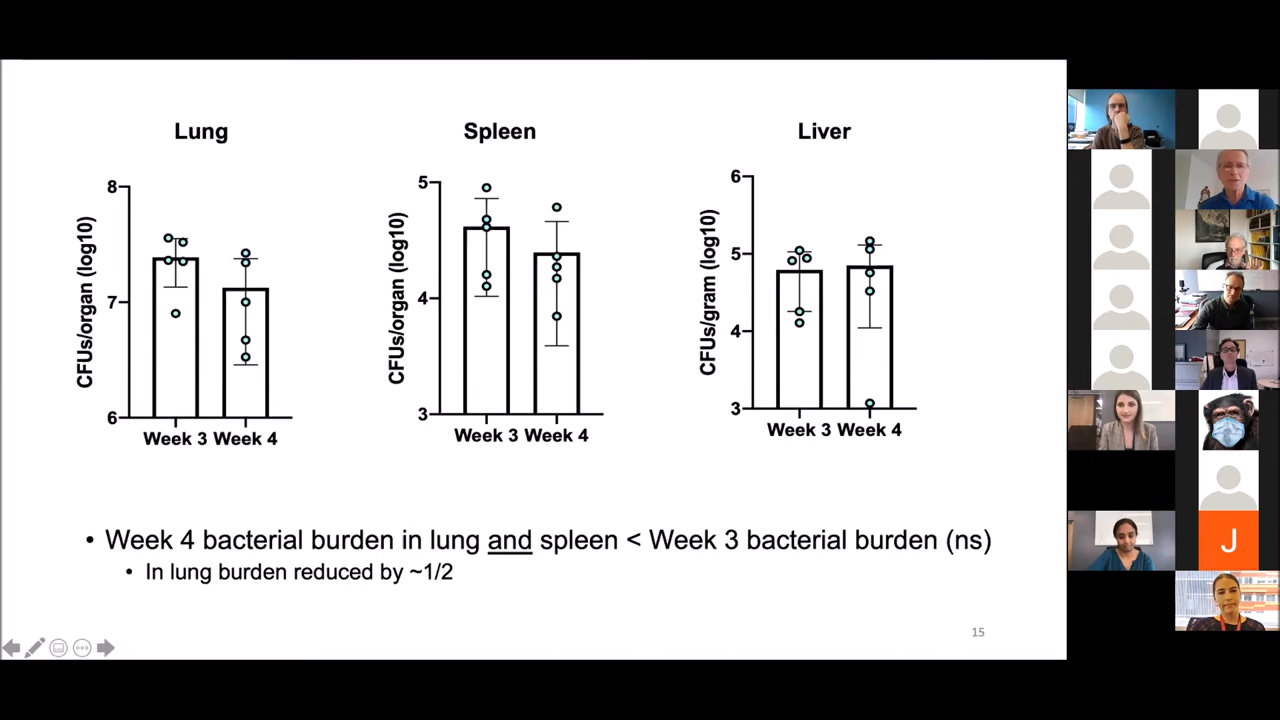 Lung
Spleen
Liver
CFUs/organ (log10)
8
7
6
Week 3 Week 4
CFUs/organ (log10)
5
4
3
Week 3 Week 4
CFUs/gram (log10)
6
5
4
3
Week 3 Week 4
• Week 4 bacterial burden in lung and spleen < Week 3 bacterial burden (ns)
• In lung burden reduced by ~1/2
15
J